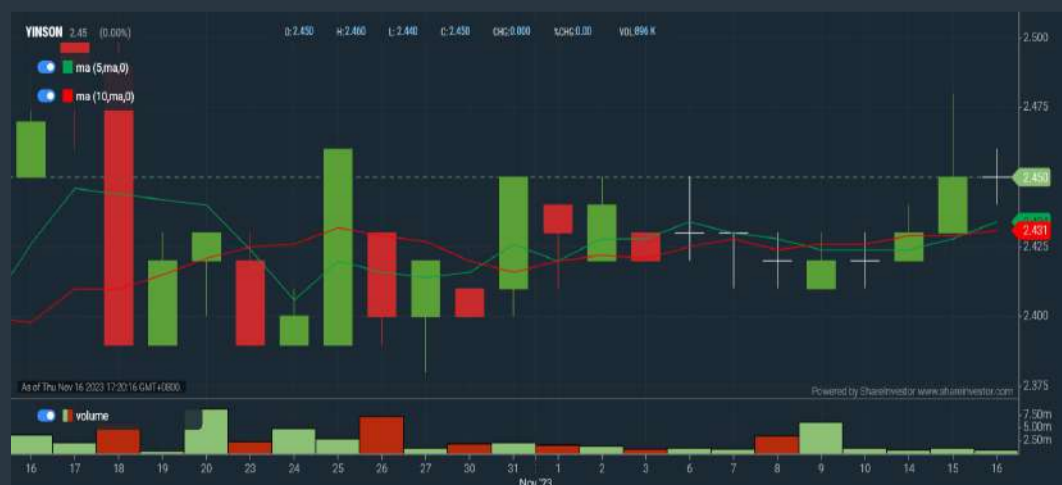 YINSON 2.45 (0.00%) O:2.450 H:2.460 L:2.440 C:2.450 CHG:0.000 %CHG:0.00 VOL:896 K
ma (5,ma,0)
ma (10,ma,0)
2.500
2.475
2.450
2.431
2.425
2.400
2.375
As of Thu Nov 16 2023 17:20:16 GMT+0800
Powered by ShareInvestor www.shareinvestor.com
volume
7.50m
5.00m
2.50m
16 17 18 19 20 23 24 25 26 27 30 31 1 2 3 6 7 8 9 10 14 15 16
Nov '23